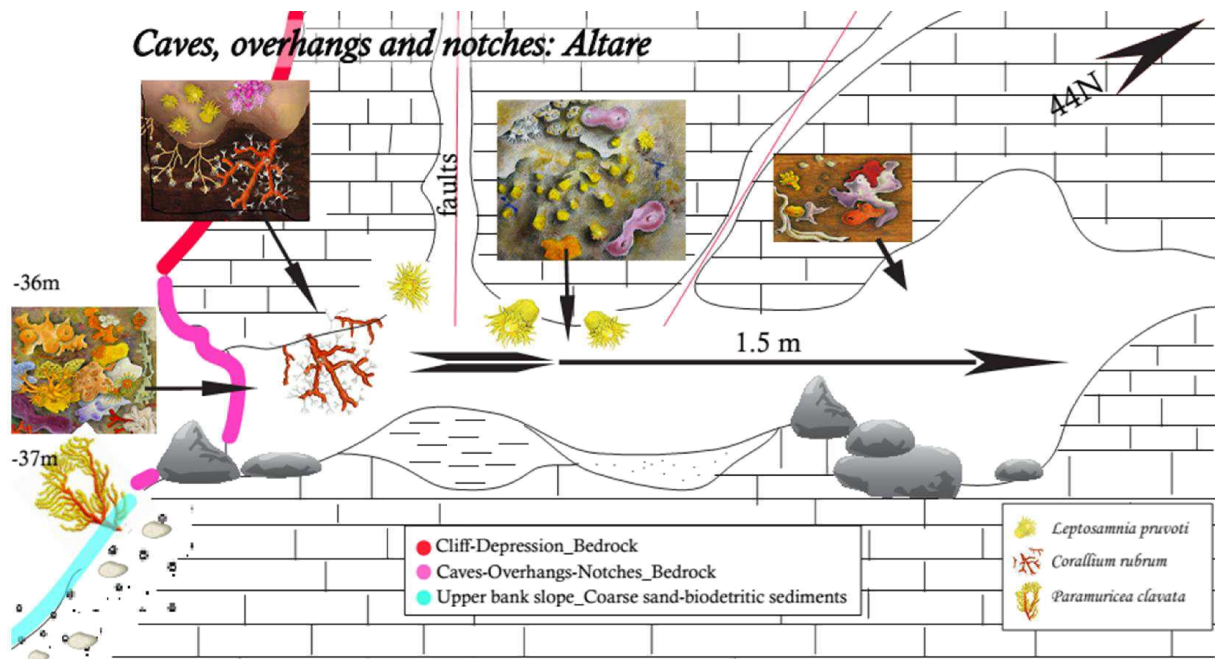 Caves, overhangs and notches: Altare
44N
faults
-36m
1.5 m
-37m
Cliff-Depression_Bedrock
Caves-Overhangs-Notches_Bedrock
Upper bank slope_Coarse sand-biodetritic sediments
Leptosamnia pruvoti
Corallium rubrum
Paramuricea clavata